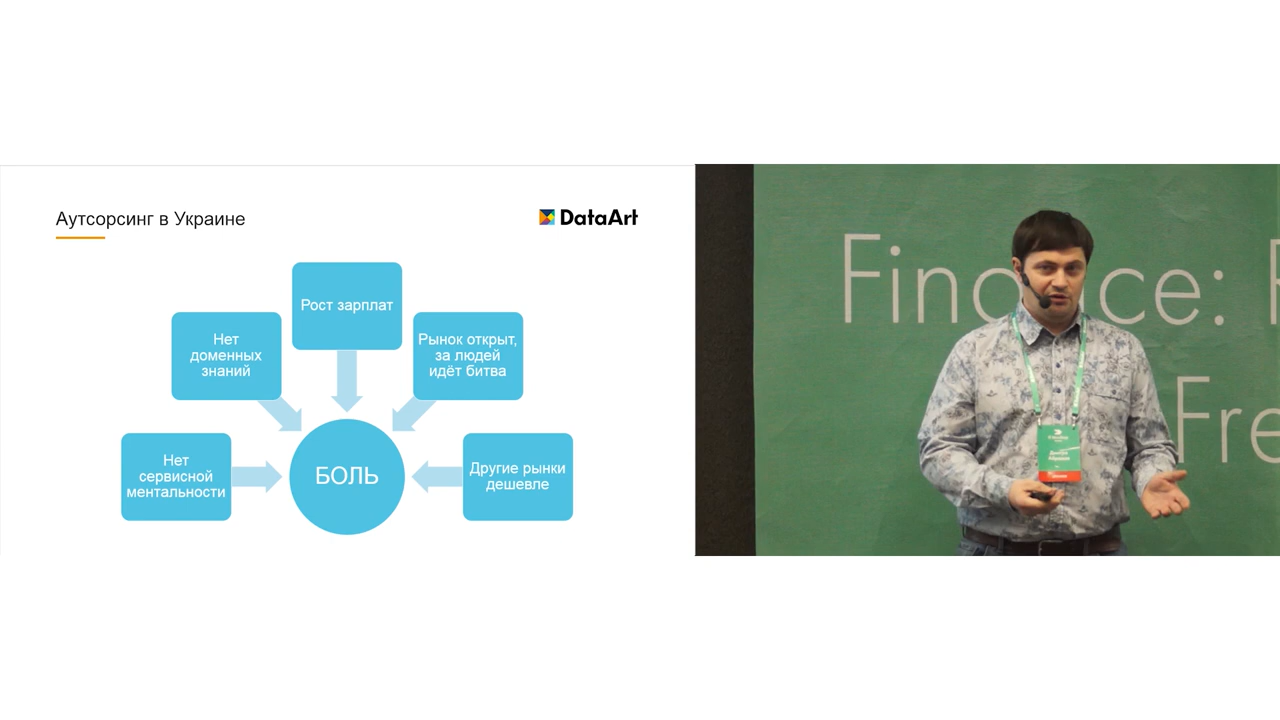 Аутсорсинг в Украине
DataArt
Рост зарплат
Нет
доменных
знаний
Рынок открыт,
за людей
идёт битва
Нет
сервисной
ментальности
БОЛЬ
Другие рынки
дешевле
Finance:
Fre